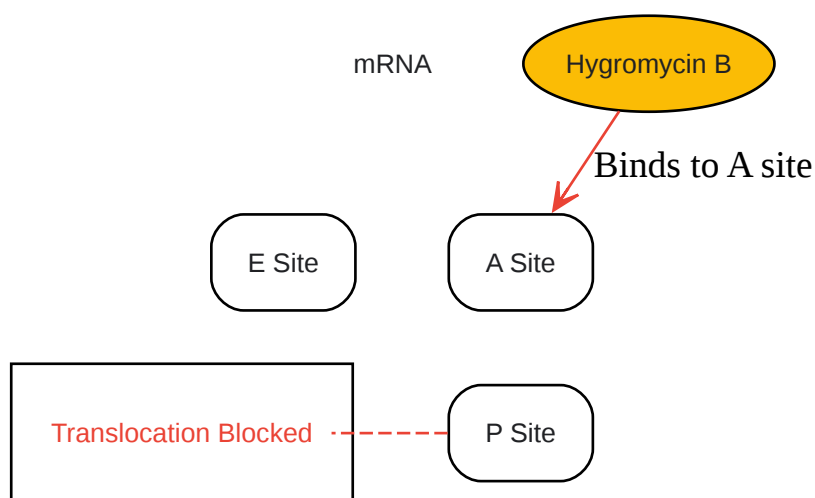 mRNA
Hygromycin B
Binds to A site
E Site
A Site
Translocation Blocked
P Site